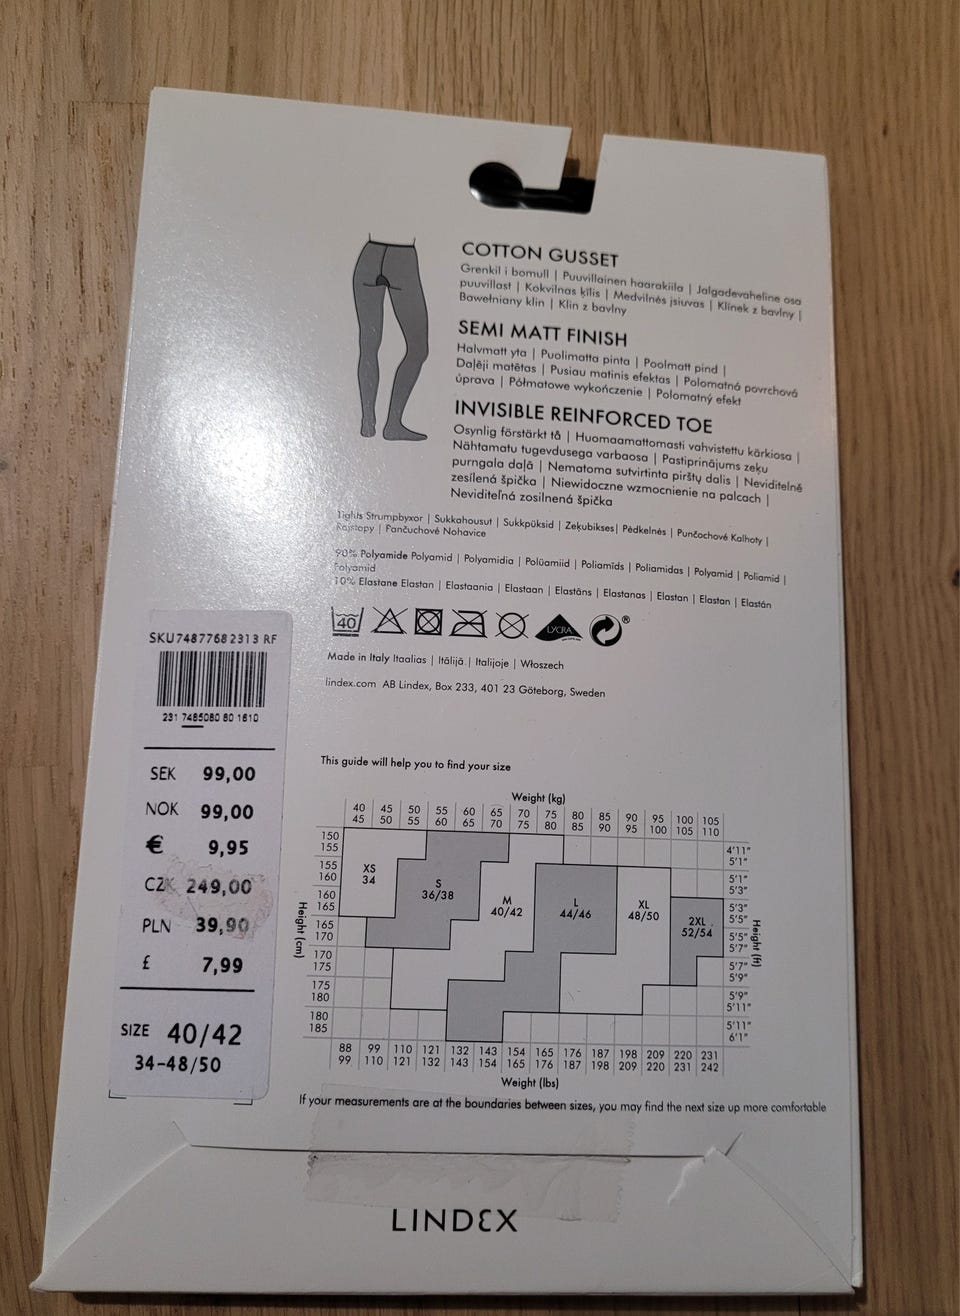 COTTON GUSSET
Grenkil i bomull | Puuvillainen haarakiila | Jalgadevaheline osa
puuvillast | Kokvilnas ķīlis | Medvilnės įsiuvas | Klínek z bavlny |
Bawełniany klin | Klin z bavlny
SEMI MATT FINISH
Halvmatt yta | Puolimatta pinta | Poolmatt pind |
Daļēji matētas | Pusiau matinis efektas | Polomatná povrchová
úprava | Półmatowe wykończenie | Polomatný efekt
INVISIBLE REINFORCED TOE
Osynlig förstärkt tå | Huomaamattomasti vahvistettu kärkiosa |
Nähtamatu tugevdusega varbaosa | Pastiprinājums zeķu
purngala daļā | Nematoma sutvirtinta pirštų dalis | Neviditelně
zesílená špička | Niewidoczne wzmocnienie na palcach |
Neviditeľná zosilnená špička
Tights Strumpbyxor | Sukkahousut | Sukkpüksid | Zeķubikses| Pėdkelnės | Punčochové Kalhoty |
Rajstopy | Pančuchové Nohavice
90% Polyamide Polyamid | Polyamidia | Polüamiid | Poliamīds | Poliamidas | Polyamid | Poliamid |
Polyamid
10% Elastane Elastan | Elastaania | Elastaan | Elastāns | Elastanas | Elastan | Elastan | Elastán
40
LYCRA
®
Made in Italy Itaalias | Itālijā | Italijoje | Włoszech
lindex.com AB Lindex, Box 233, 401 23 Göteborg, Sweden
SKU74877682313 RF
231 7485080 80 1610
SEK 99,00
NOK 99,00
€ 9,95
CZK 249,00
PLN 39,90
£ 7,99
SIZE 40/42
34-48/50
This guide will help you to find your size
Weight (kg)
40 45 50 55 60 65 70 75 80 85 90 95 100 105
45 50 55 60 65 70 75 80 85 90 95 100 105 110
Height (cm)
150
155
155
160
160
165
165
170
170
175
175
180
180
185
XS
34
S
36/38
M
40/42
L
44/46
XL
48/50
2XL
52/54
4'11"
5'1"
5'1"
5'3"
5'3"
5'5"
5'5"
5'7"
5'7"
5'9"
5'9"
5'11"
5'11"
6'1"
Height (ft)
88 99 110 121 132 143 154 165 176 187 198 209 220 231
99 110 121 132 143 154 165 176 187 198 209 220 231 242
Weight (lbs)
If your measurements are at the boundaries between sizes, you may find the next size up more comfortable
LINDEX